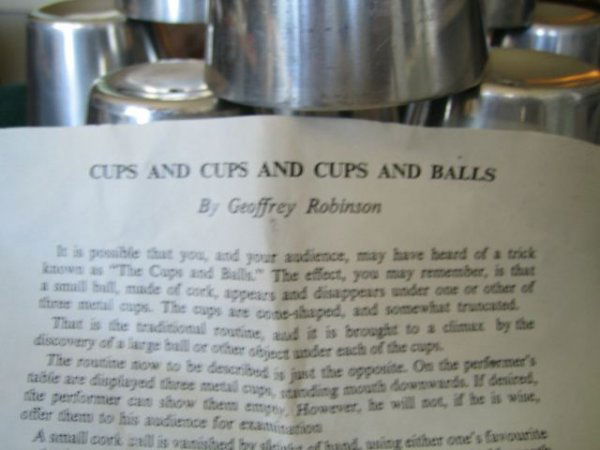 CUPS AND CUPS AND CUPS AND BALLS
By Geoffrey Robinson
It is possible that you, and your audience, may have heard of a trick
known as "The Cups and Balls." The effect, you may remember, is that
a small ball, made of cork, appears and disappears under one or other of
three metal cups. The cups are cone-shaped, and somewhat truncated.
That is the traditional routine, and it is brought to a climax by the
discovery of a large ball or other object under each of the cups.
The routine now to be described is just the opposite. On the performer's
table are displayed three metal cups, standing mouth downwards. If desired,
the performer can show them empty. However, he will not, if he is wise,
offer them to his audience for examination
A small cork ball is vanished by sleight of hand, using either one's favourite